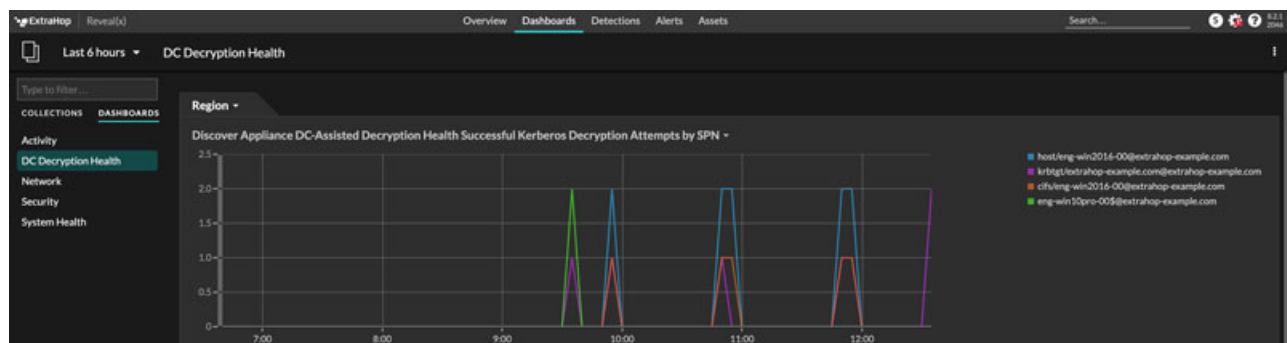 ExtraHop Reveal(x) Overview Dashboards Detections Alerts Assets Search... S ? 8.2.1
2046
Last 6 hours DC Decryption Health
Type to filter...
COLLECTIONS DASHBOARDS
Activity
DC Decryption Health
Network
Security
System Health
Region
Discover Appliance DC-Assisted Decryption Health Successful Kerberos Decryption Attempts by SPN
2.5
2.0
1.5
1.0
0.5
0
7:00 8:00 9:00 10:00 11:00 12:00
host/eng-win2016-00@extrahop-example.com
krbtgt/extrahop-example.com@extrahop-example.com
cifs/eng-win2016-00@extrahop-example.com
eng-win10pro-00$@extrahop-example.com